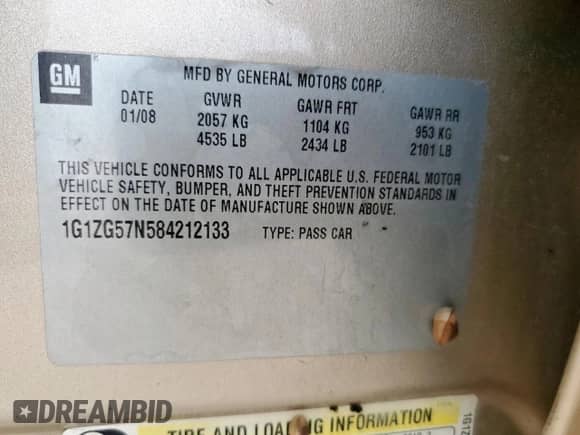 GM
MFD BY GENERAL MOTORS CORP.
DATE GVWR GAWR FRT GAWR RR
01/08 2057 KG 1104 KG 953 KG
4535 LB 2434 LB 2101 LB
THIS VEHICLE CONFORMS TO ALL APPLICABLE U.S. FEDERAL MOTOR
VEHICLE SAFETY, BUMPER, AND THEFT PREVENTION STANDARDS IN
EFFECT ON THE DATE OF MANUFACTURE SHOWN ABOVE.
1G1ZG57N584212133 TYPE: PASS CAR
TIRE AND LOADING INFORMATION
1G1Z
DREAMBID